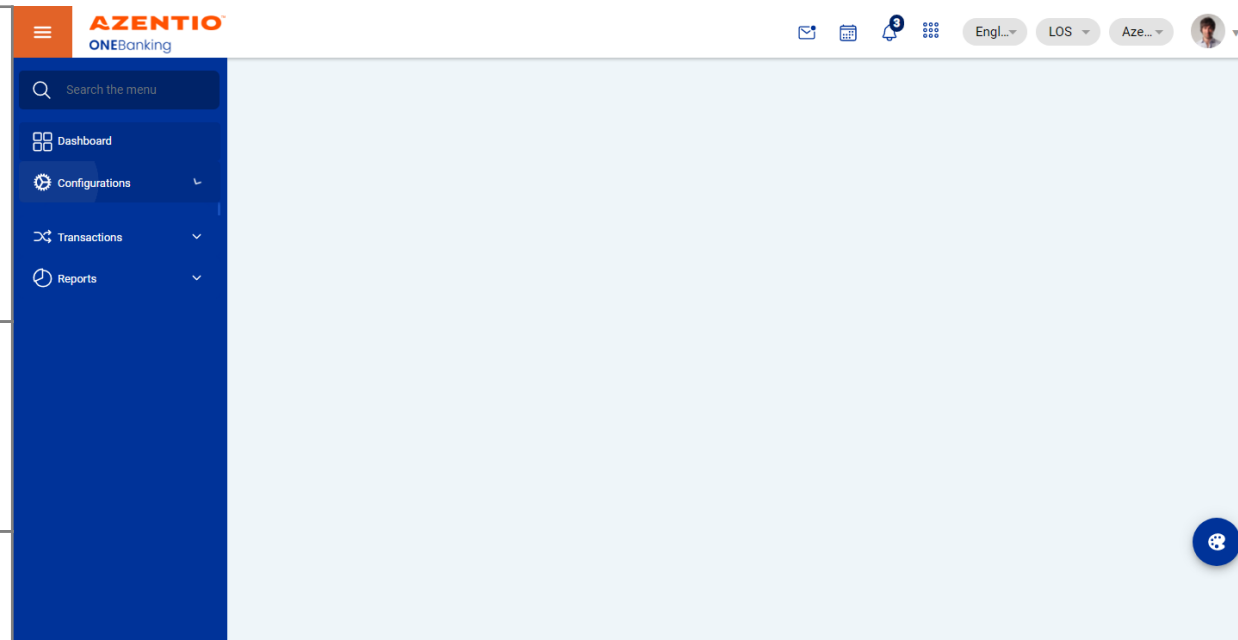 AZENTIO
ONEBanking
3
Engl...
LOS
Aze...
Search the menu
Dashboard
Configurations
Transactions
Reports